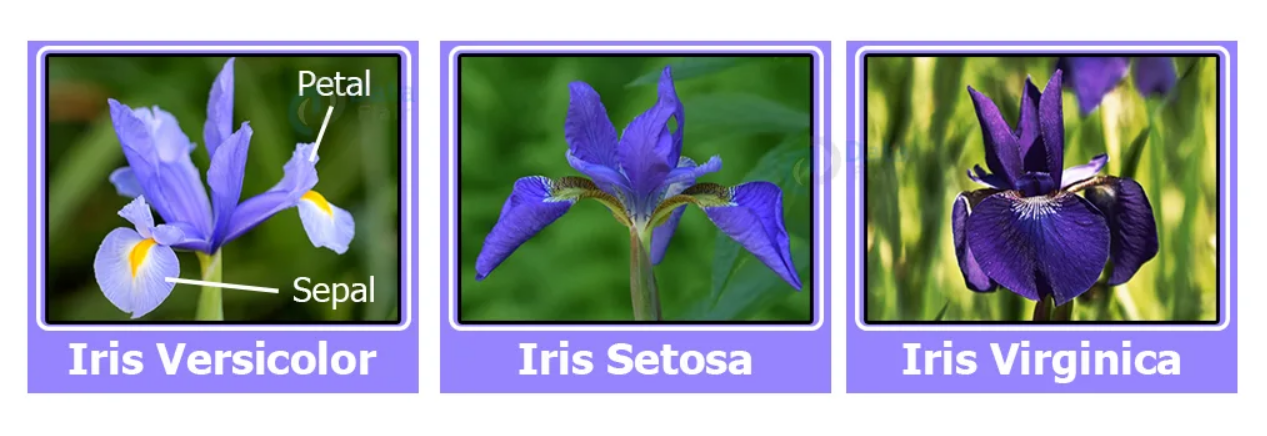 Petal
Sepal
Iris Versicolor
Iris Setosa
Iris Virginica